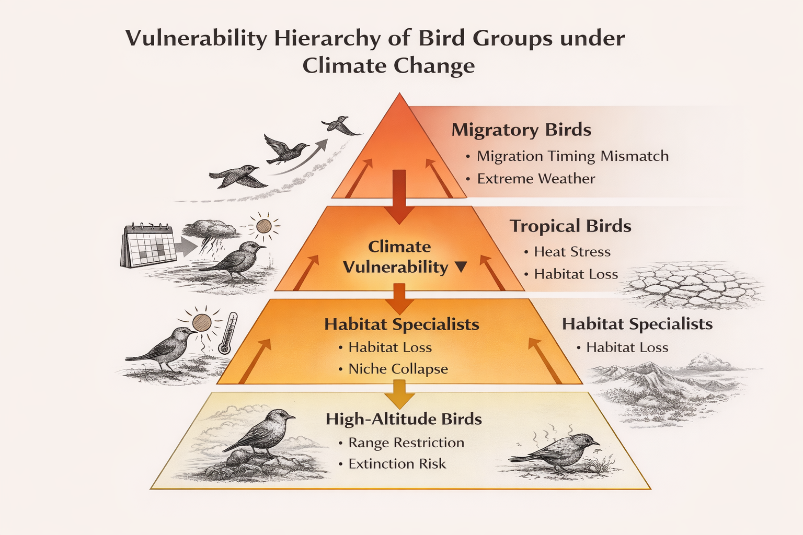 Vulnerability Hierarchy of Bird Groups under
Climate Change
Migratory Birds
• Migration Timing Mismatch
• Extreme Weather
Tropical Birds
• Heat Stress
• Habitat Loss
Climate
Vulnerability ▼
Habitat Specialists
• Habitat Loss
• Niche Collapse
Habitat Specialists
• Habitat Loss
High-Altitude Birds
• Range Restriction
• Extinction Risk